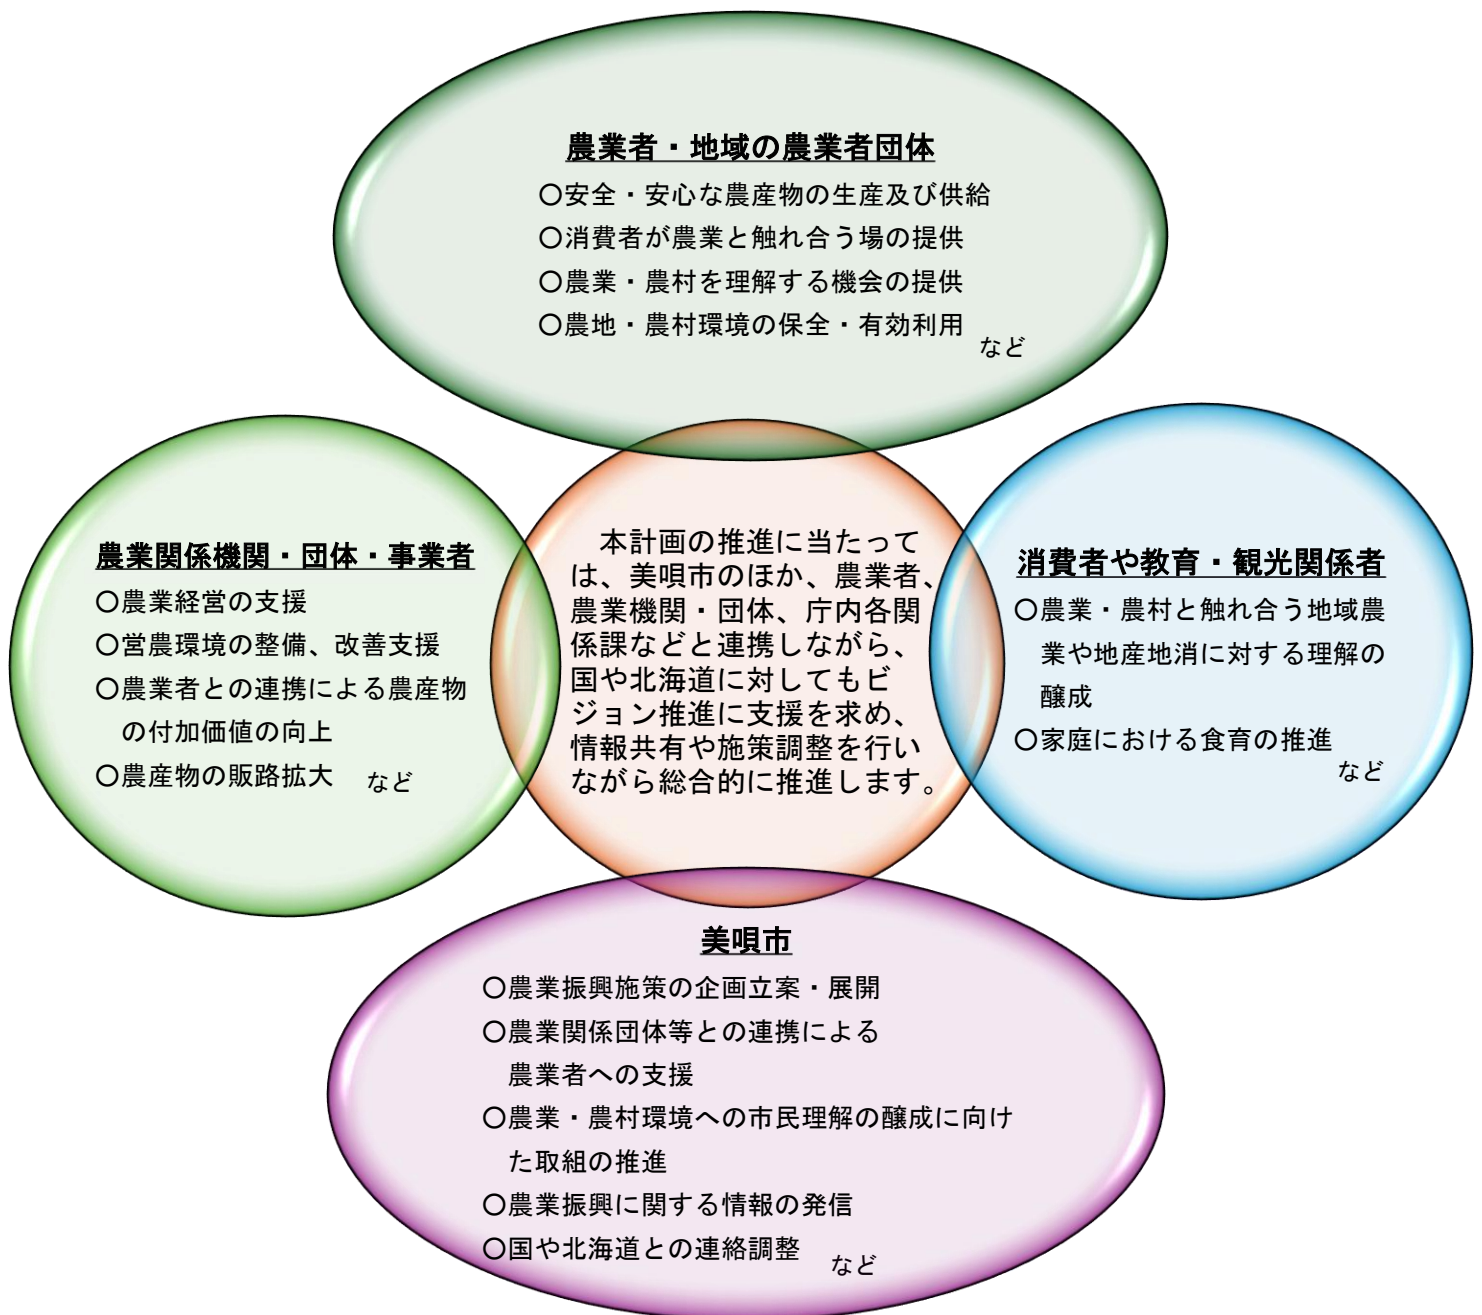 農業者・地域の農業者団体
〇安全・安心な農産物の生産及び供給
〇消費者が農業と触れ合う場の提供
〇農業・農村を理解する機会の提供
〇農地・農村環境の保全・有効利用
など
農業関係機関・団体・事業者
〇農業経営の支援
〇営農環境の整備、改善支援
〇農業者との連携による農産物
の付加価値の向上
〇農産物の販路拡大 など
本計画の推進に当たって
は、美唄市のほか、農業者、
農業機関・団体、庁内各関
係課などと連携しながら、
国や北海道に対してもビ
ジョン推進に支援を求め、
情報共有や施策調整を行い
ながら総合的に推進します。
消費者や教育・観光関係者
〇農業・農村と触れ合う地域農
業や地産地消に対する理解の
醸成
〇家庭における食育の推進
など
美唄市
〇農業振興施策の企画立案・展開
〇農業関係団体等との連携による
農業者への支援
〇農業・農村環境への市民理解の醸成に向け
た取組の推進
〇農業振興に関する情報の発信
〇国や北海道との連絡調整 など